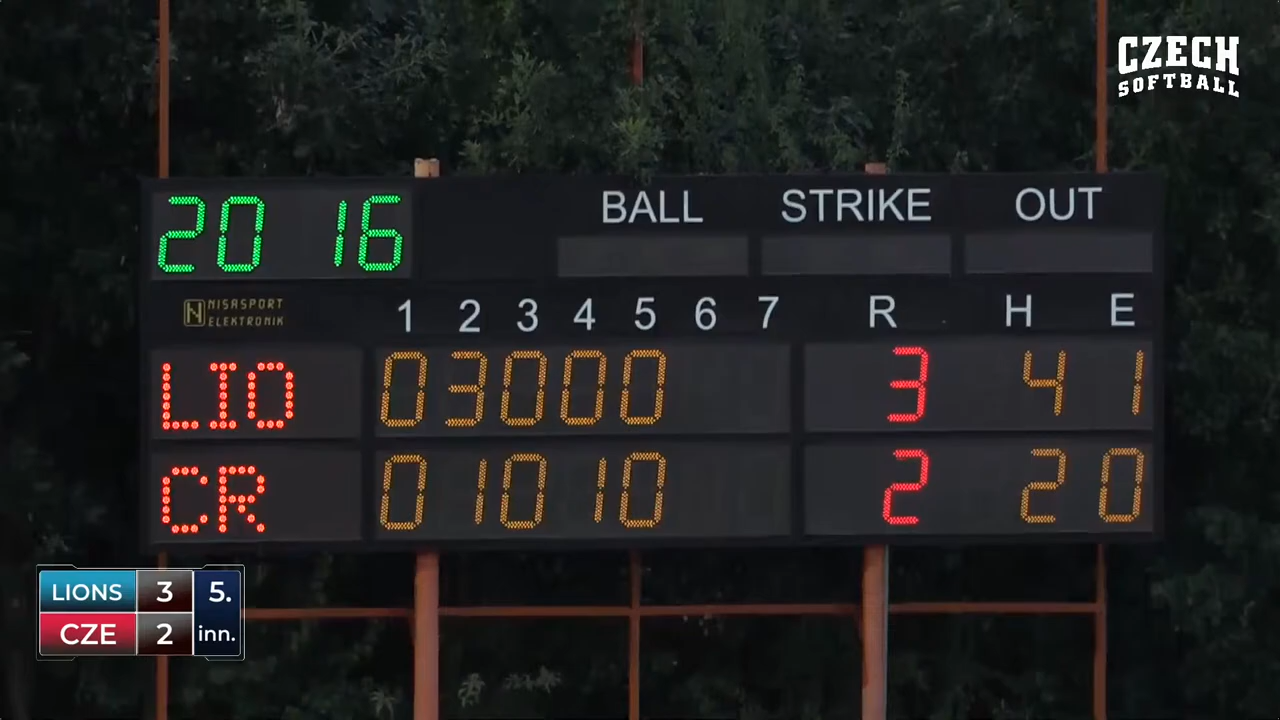 CZECH
SOFTBALL
20 16
BALL STRIKE OUT
NISASPORT
ELEKTRONIK
1 2 3 4 5 6 7 R H E
LIO 0 3 0 0 0 3 4 1
CR 0 1 0 1 0 2 2 0
LIONS 3 5.
CZE 2 inn.